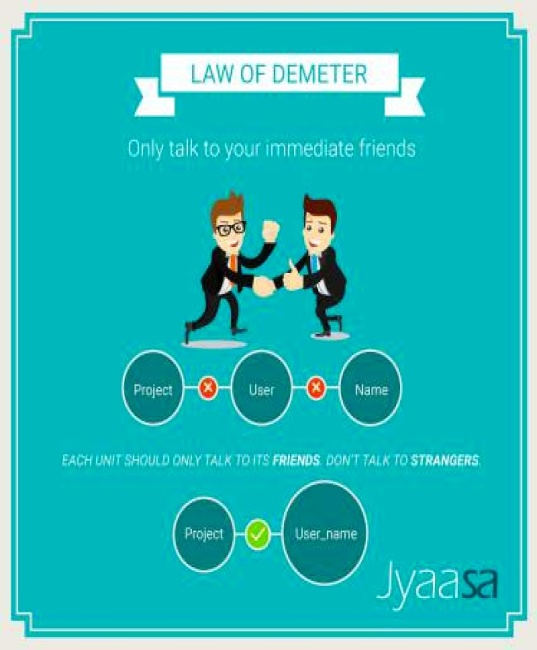 LAW OF DEMETER
Only talk to your immediate friends
Project User Name
EACH UNIT SHOULD ONLY TALK TO ITS FRIENDS. DON'T TALK TO STRANGERS.
Project User_name
Jyaasa